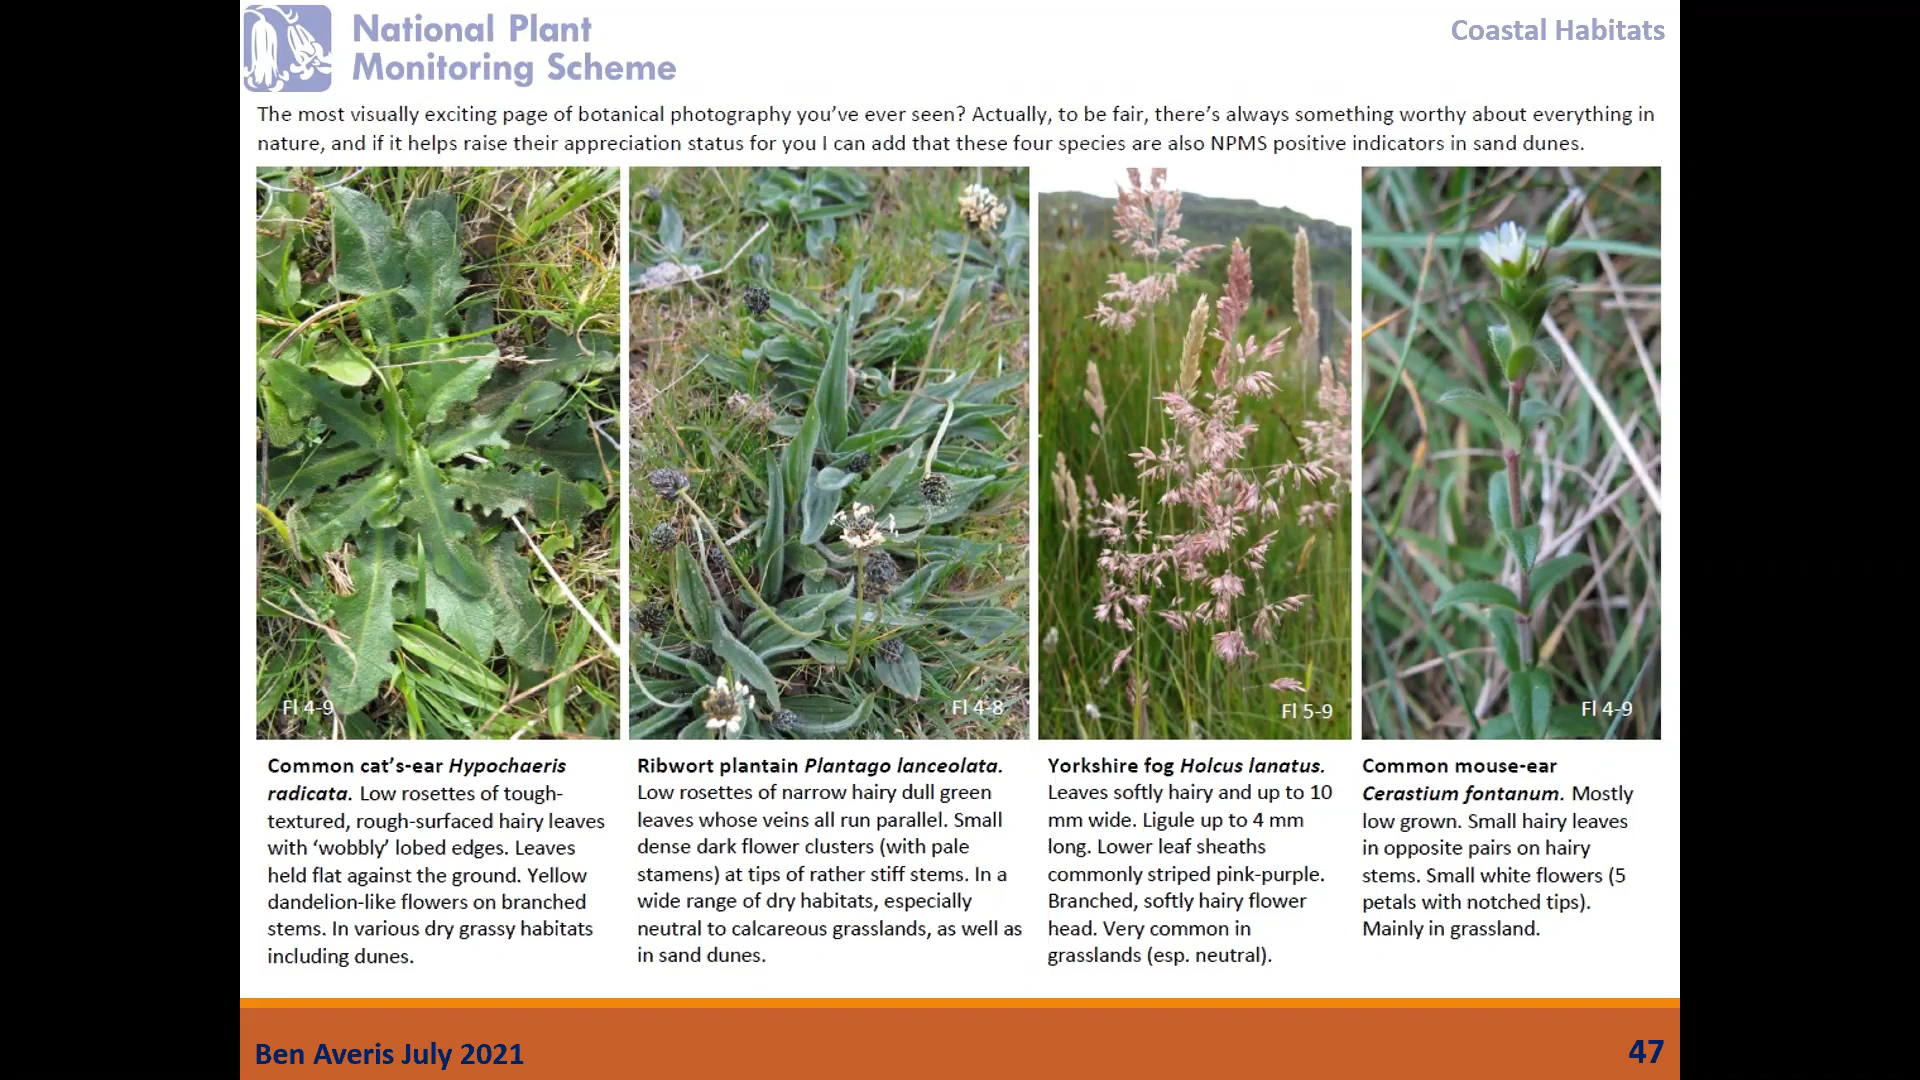 National Plant
Monitoring Scheme
Coastal Habitats
The most visually exciting page of botanical photography you’ve ever seen? Actually, to be fair, there’s always something worthy about everything in
nature, and if it helps raise their appreciation status for you I can add that these four species are also NPMS positive indicators in sand dunes.
Fl 4-9
Fl 4-8
Fl 5-9
Fl 4-9
Common cat’s-ear Hypochaeris
radicata. Low rosettes of tough-
textured, rough-surfaced hairy leaves
with ‘wobbly’ lobed edges. Leaves
held flat against the ground. Yellow
dandelion-like flowers on branched
stems. In various dry grassy habitats
including dunes.
Ribwort plantain Plantago lanceolata.
Low rosettes of narrow hairy dull green
leaves whose veins all run parallel. Small
dense dark flower clusters (with pale
stamens) at tips of rather stiff stems. In a
wide range of dry habitats, especially
neutral to calcareous grasslands, as well as
in sand dunes.
Yorkshire fog Holcus lanatus.
Leaves softly hairy and up to 10
mm wide. Ligule up to 4 mm
long. Lower leaf sheaths
commonly striped pink-purple.
Branched, softly hairy flower
head. Very common in
grasslands (esp. neutral).
Common mouse-ear
Cerastium fontanum. Mostly
low grown. Small hairy leaves
in opposite pairs on hairy
stems. Small white flowers (5
petals with notched tips).
Mainly in grassland.
Ben Averis July 2021
47